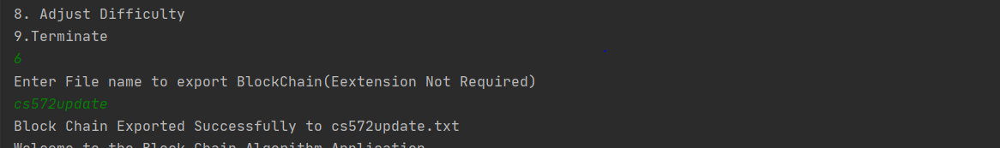 8. Adjust Difficulty
9.Terminate
6
Enter File name to export BlockChain(Eextension Not Required)
cs572update
Block Chain Exported Successfully to cs572update.txt
Welcome to the Block Chain Algorithm Application